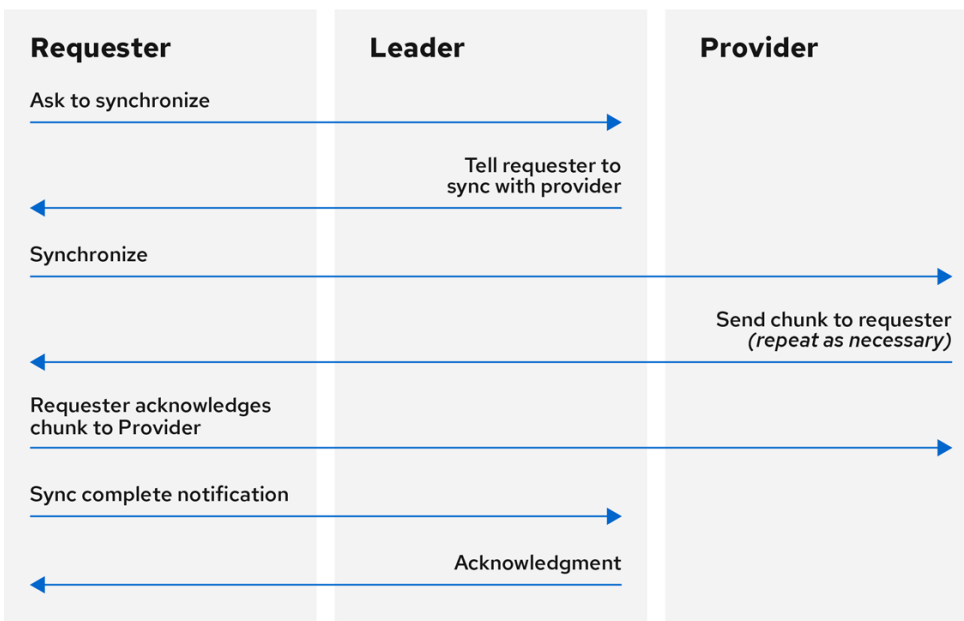 Requester
Leader
Provider
Ask to synchronize
Tell requester to
sync with provider
Synchronize
Send chunk to requester
(repeat as necessary)
Requester acknowledges
chunk to Provider
Sync complete notification
Acknowledgment